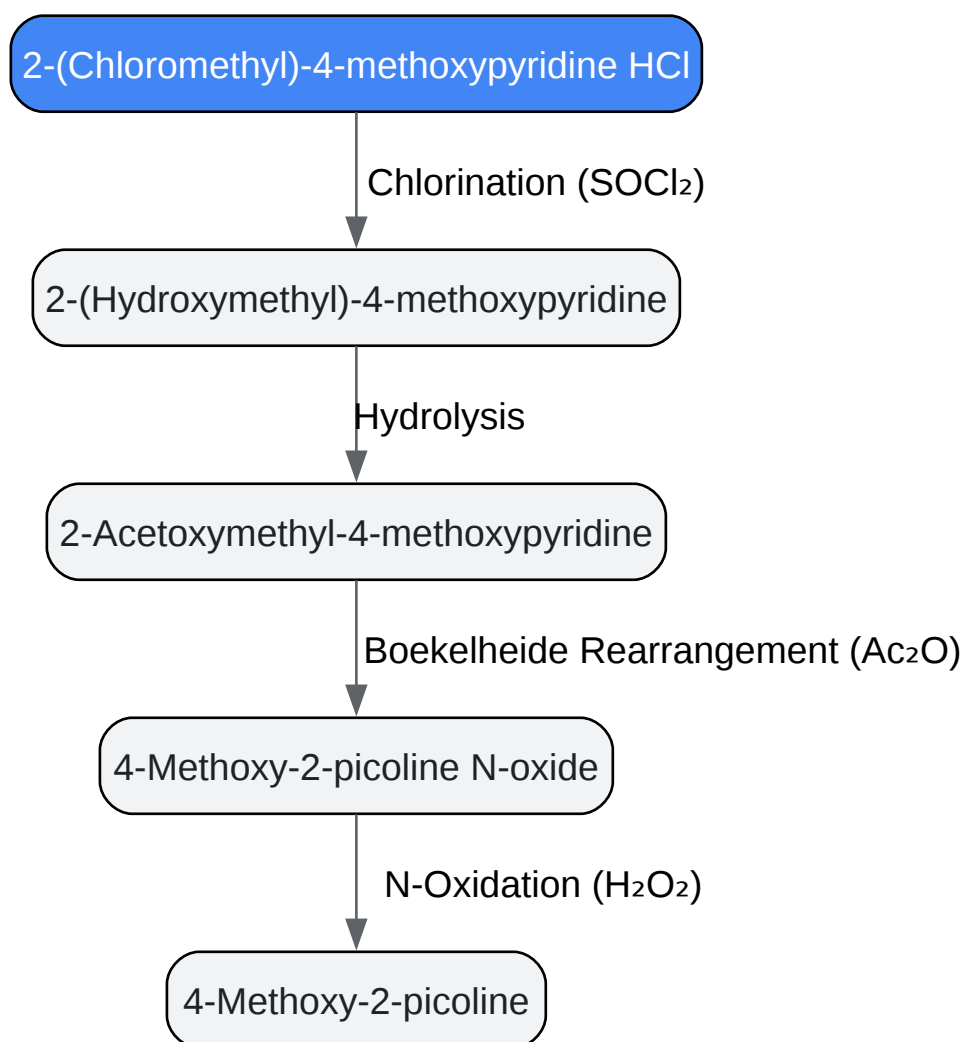 2-(Chloromethyl)-4-methoxypyridine HCl
Chlorination (SOCl₂)
2-(Hydroxymethyl)-4-methoxypyridine
Hydrolysis
2-Acetoxymethyl-4-methoxypyridine
Boekelheide Rearrangement (Ac₂O)
4-Methoxy-2-picoline N-oxide
N-Oxidation (H₂O₂)
4-Methoxy-2-picoline